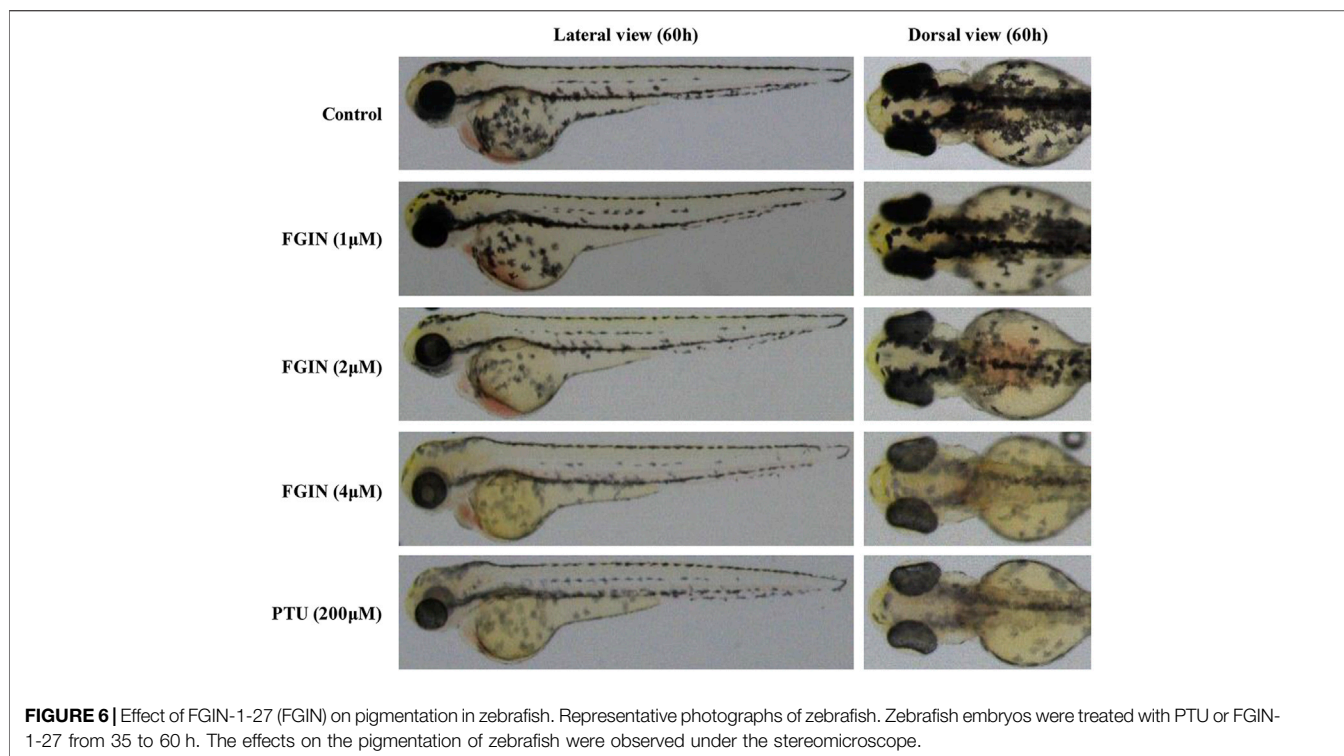 Lateral view (60h) Dorsal view (60h)
Control
FGIN (1μM)
FGIN (2μM)
FGIN (4μM)
PTU (200μM)
FIGURE 6 | Effect of FGIN-1-27 (FGIN) on pigmentation in zebrafish. Representative photographs of zebrafish. Zebrafish embryos were treated with PTU or FGIN-
1-27 from 35 to 60 h. The effects on the pigmentation of zebrafish were observed under the stereomicroscope.